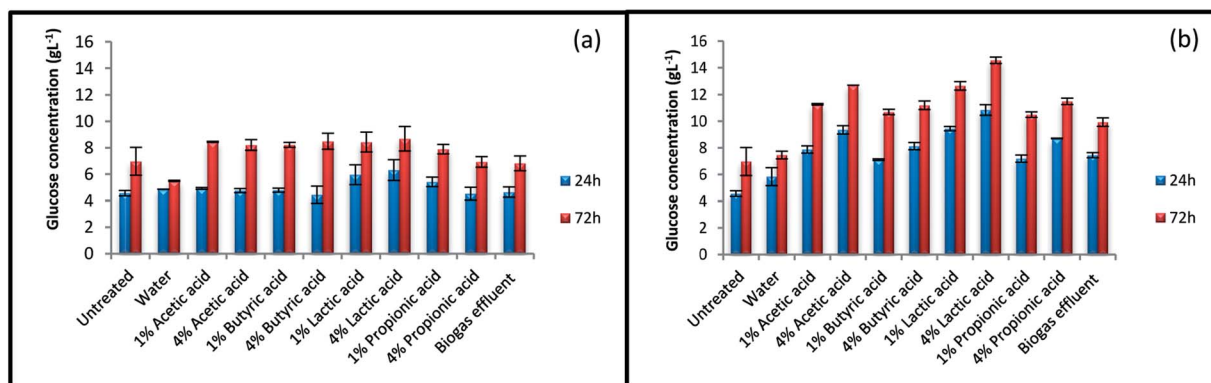 (a)
Glucose concentration (gL⁻¹)
16
14
12
10
8
6
4
2
0
Untreated
Water
1% Acetic acid
4% Acetic acid
1% Butyric acid
4% Butyric acid
1% Lactic acid
4% Lactic acid
1% Propionic acid
4% Propionic acid
Biogas effluent
24h
72h
(b)
Glucose concentration (gL⁻¹)
16
14
12
10
8
6
4
2
0
Untreated
Water
1% Acetic acid
4% Acetic acid
1% Butyric acid
4% Butyric acid
1% Lactic acid
4% Lactic acid
1% Propionic acid
4% Propionic acid
Biogas effluent
24h
72h